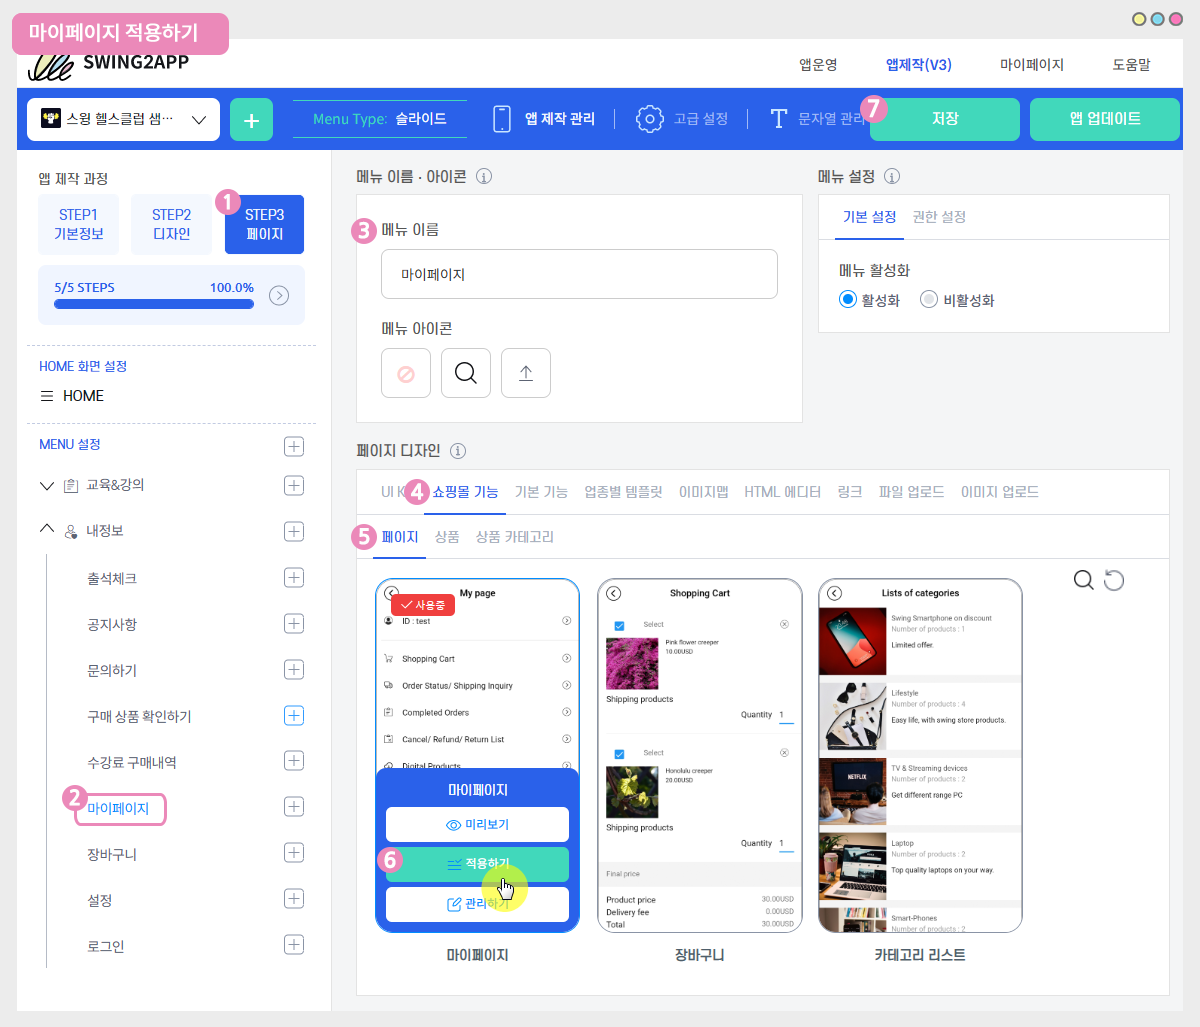 마이페이지 적용하기
SWING2APP
앱운영
앱제작(V3)
마이페이지
도움말
스윙 헬스클럽 샘…
+
Menu Type: 슬라이드
앱 제작 관리
고급 설정
문자열 관리
7
저장
앱 업데이트
앱 제작 과정
STEP1
기본정보
STEP2
디자인
1
STEP3
페이지
5/5 STEPS
100.0%
HOME 화면 설정
HOME
MENU 설정
교육&강의
내정보
출석체크
공지사항
문의하기
구매 상품 확인하기
수강료 구매내역
2
마이페이지
장바구니
설정
로그인
메뉴 이름 · 아이콘
3
메뉴 이름
마이페이지
메뉴 아이콘
메뉴 설정
기본 설정
권한 설정
메뉴 활성화
활성화
비활성화
페이지 디자인
UI K
4
쇼핑몰 기능
기본 기능
업종별 템플릿
이미지맵
HTML 에디터
링크
파일 업로드
이미지 업로드
5
페이지
상품
상품 카테고리
My page
사용중
ID : test
Shopping Cart
Order Status/ Shipping Inquiry
Completed Orders
Cancel/ Refund/ Return List
Digital Products
마이페이지
미리보기
6
적용하기
관리하기
마이페이지
Shopping Cart
Select
Pink flower creeper
10.00USD
Shipping products
Quantity 1
Select
Honolulu creeper
20.00USD
Shipping products
Quantity 1
Final price
Product price 30.00USD
Delivery fee 0.00USD
Total 30.00USD
장바구니
Lists of categories
Swing Smartphone on discount
Number of products : 1
Limited offer.
Lifestyle
Number of products : 4
Easy life, with swing store products.
TV & Streaming devices
Number of products : 2
Get different range PC
NETFLIX
Laptop
Number of products : 2
Top quality laptops on your way.
Smart-Phones
Number of products : 2
카테고리 리스트